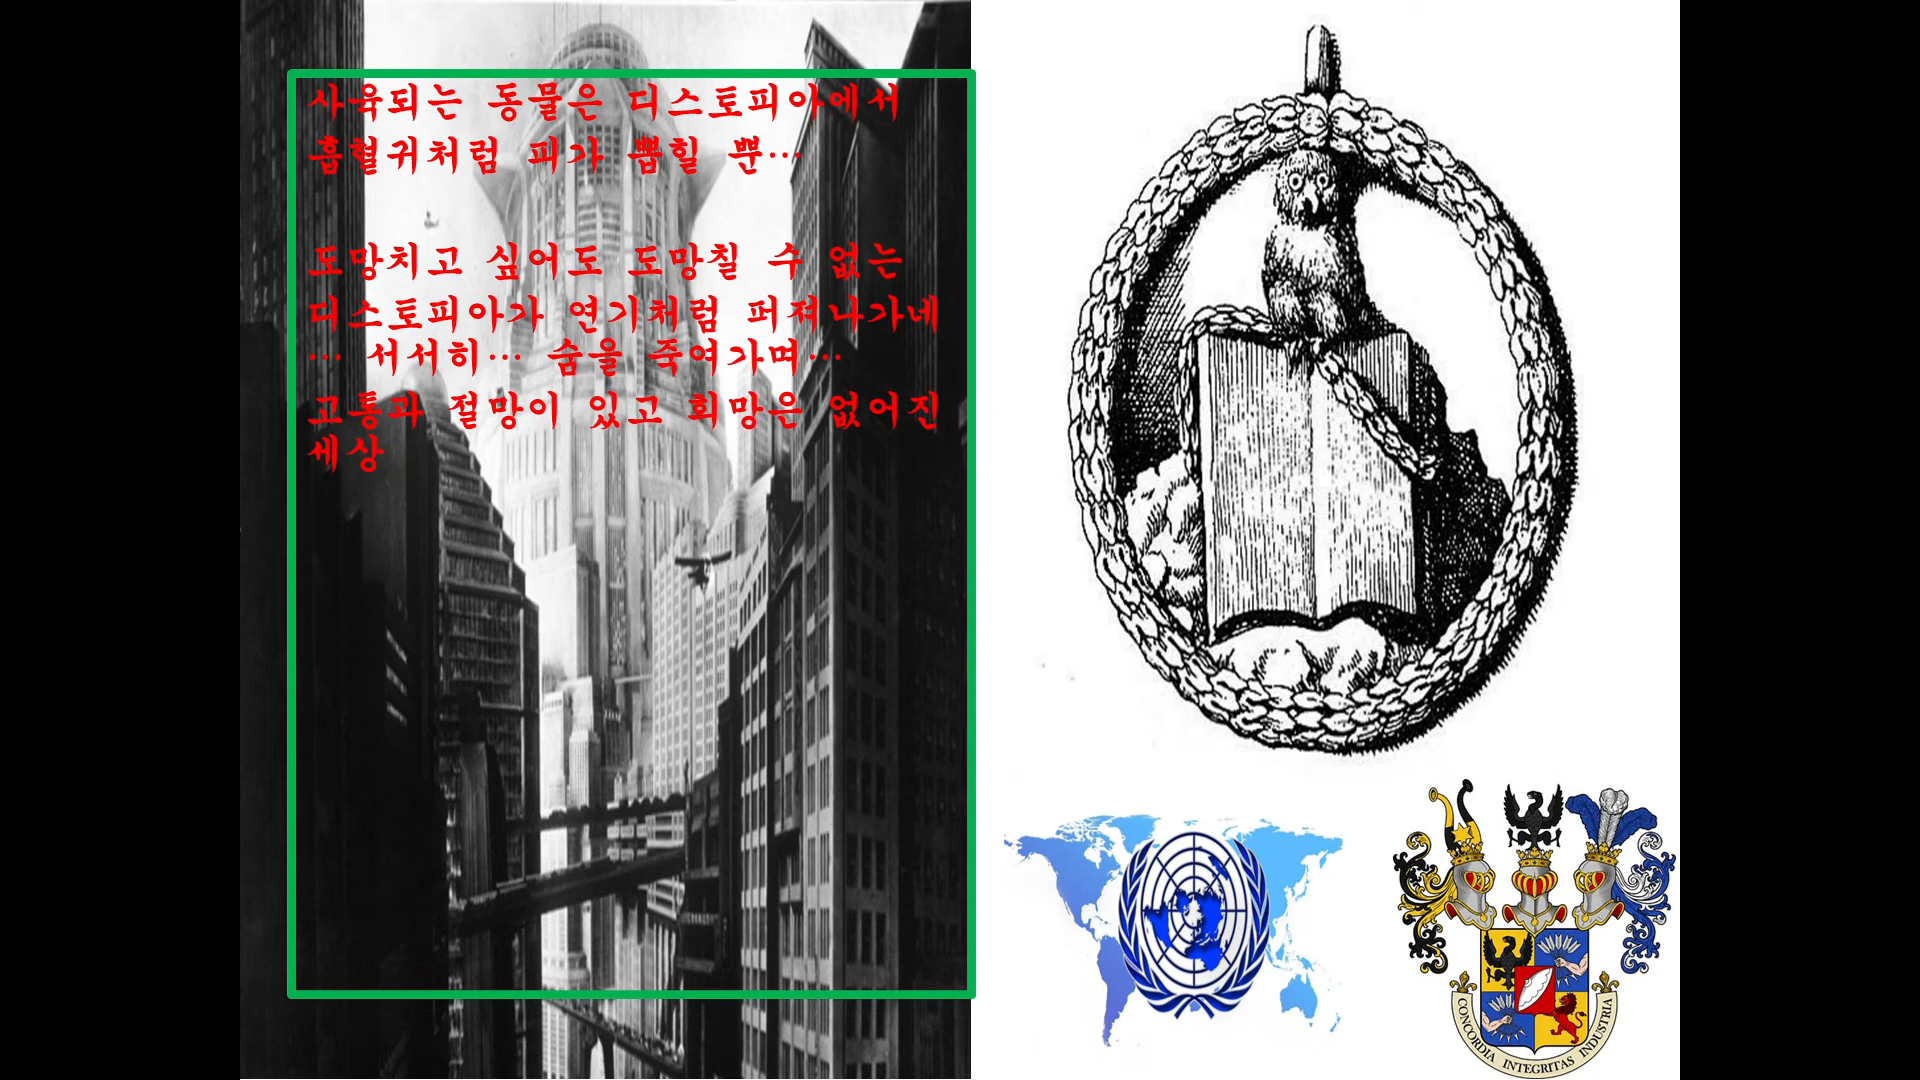 사육되는 동물은 디스토피아에서
흡혈귀처럼 피가 뽑힐 뿐…
도망치고 싶어도 도망칠 수 없는
디스토피아가 연기처럼 퍼져나가네
… 서서히… 숨을 죽여가며…
고통과 절망이 있고 희망은 없어진
세상
CONCORDIA INTEGRITAS INDUSTRIA